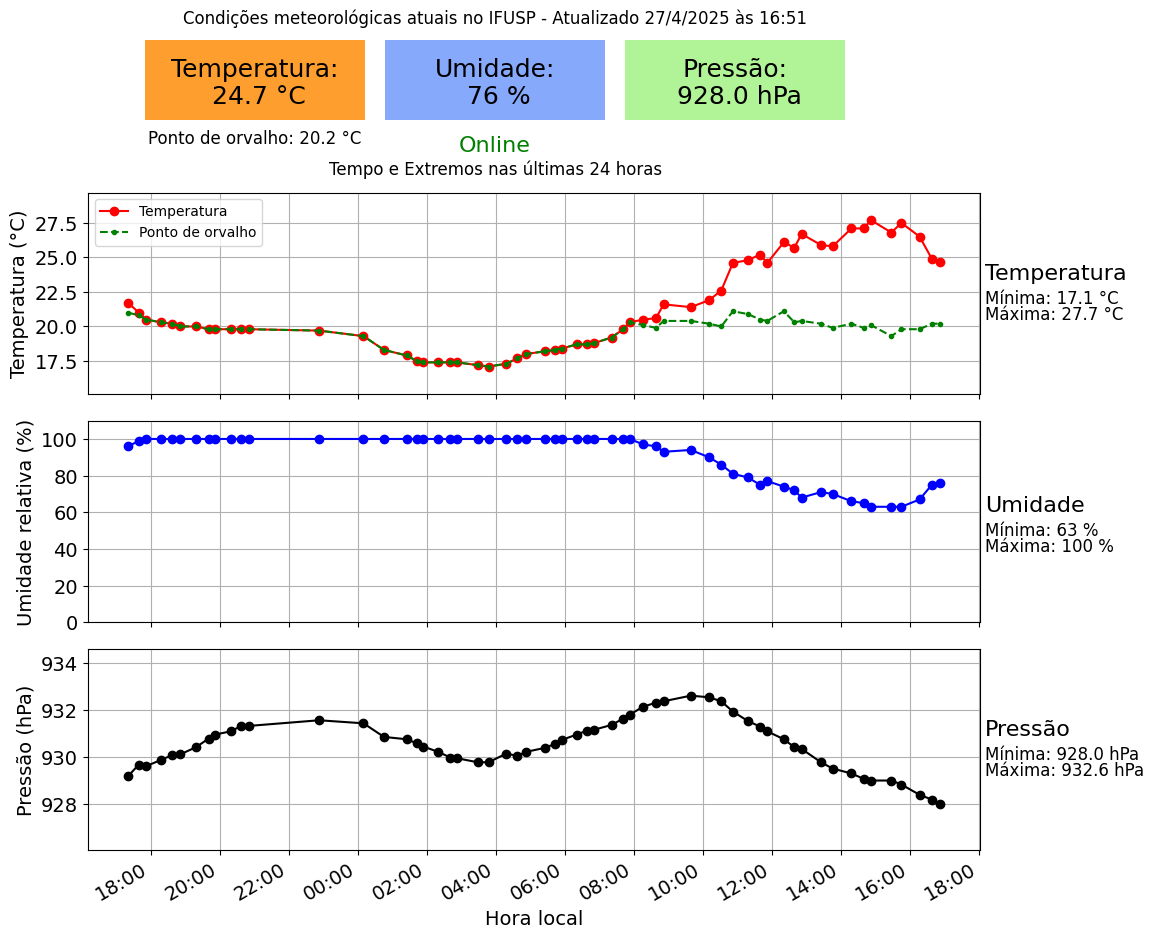 Condições meteorológicas atuais no IFUSP - Atualizado 27/4/2025 às 16:51
Temperatura:
24.7 °C
Umidade:
76 %
Pressão:
928.0 hPa
Ponto de orvalho: 20.2 °C
Online
Tempo e Extremos nas últimas 24 horas
Temperatura (°C)
27.5
25.0
22.5
20.0
17.5
Temperatura
Ponto de orvalho
Temperatura
Mínima: 17.1 °C
Máxima: 27.7 °C
Umidade relativa (%)
100
80
60
40
20
0
Umidade
Mínima: 63 %
Máxima: 100 %
Pressão (hPa)
934
932
930
928
Pressão
Mínima: 928.0 hPa
Máxima: 932.6 hPa
18:00 20:00 22:00 00:00 02:00 04:00 06:00 08:00 10:00 12:00 14:00 16:00 18:00
Hora local